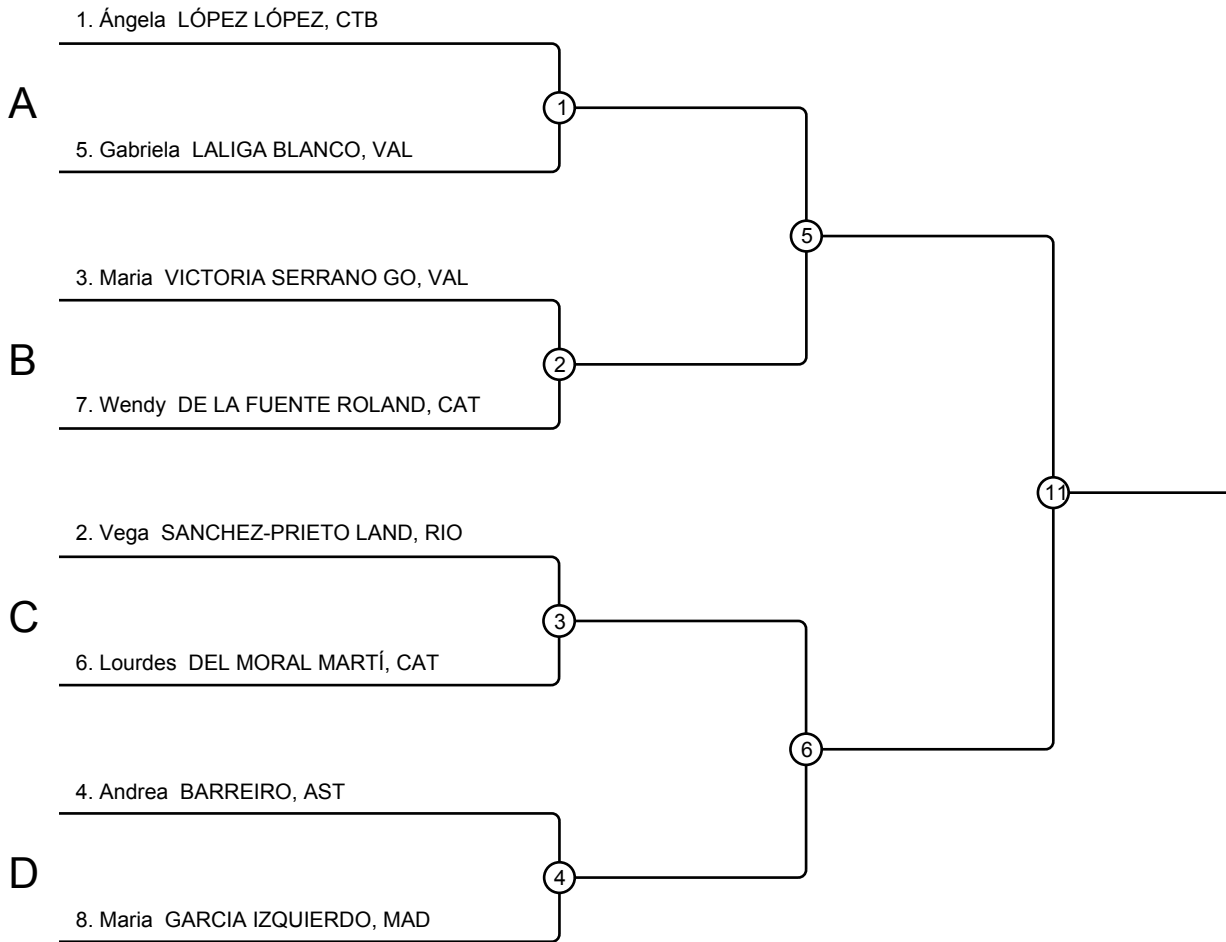 1. Ángela  LÓPEZ LÓPEZ, CTB
A
1
5. Gabriela  LALIGA BLANCO, VAL
5
3. Maria  VICTORIA SERRANO GO, VAL
B
2
7. Wendy  DE LA FUENTE ROLAND, CAT
11
2. Vega  SANCHEZ-PRIETO LAND, RIO
C
3
6. Lourdes  DEL MORAL MARTÍ, CAT
6
4. Andrea  BARREIRO, AST
D
4
8. Maria  GARCIA IZQUIERDO, MAD